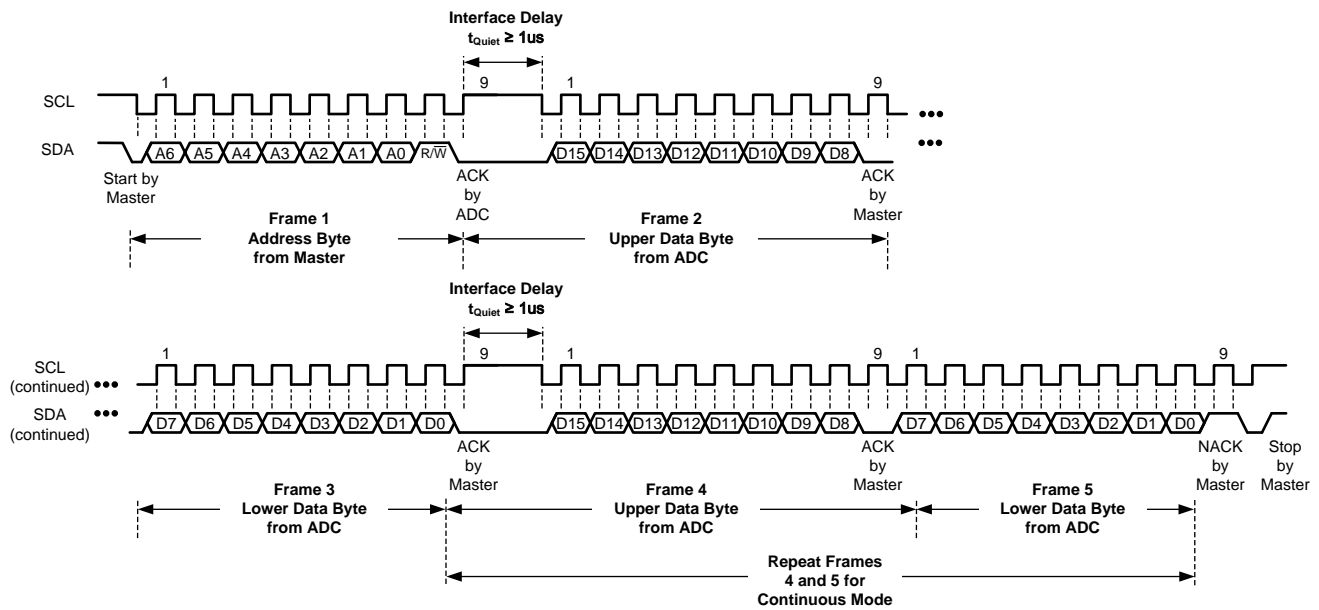 Interface Delay
tQuiet ≥ 1us
1 9 1 9
SCL
SDA A6 A5 A4 A3 A2 A1 A0 R/W D15 D14 D13 D12 D11 D10 D9 D8
Start by
Master
ACK
by
ADC
ACK
by
Master
Frame 1
Address Byte
from Master
Frame 2
Upper Data Byte
from ADC
Interface Delay
tQuiet ≥ 1us
1 9 1 9 1 9
SCL
(continued)
SDA
(continued)
D7 D6 D5 D4 D3 D2 D1 D0 D15 D14 D13 D12 D11 D10 D9 D8 D7 D6 D5 D4 D3 D2 D1 D0
ACK
by
Master
ACK
by
Master
NACK
by
Master
Stop
by
Master
Frame 3
Lower Data Byte
from ADC
Frame 4
Upper Data Byte
from ADC
Frame 5
Lower Data Byte
from ADC
Repeat Frames
4 and 5 for
Continuous Mode